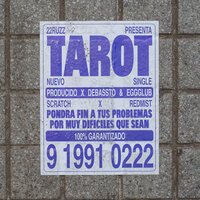 22RUZZ PRESENTA
TAROT
NUEVO SINGLE
PRODUCIDO X DEBASSTO & EGGGLUB
SCRATCH X REDMIST
PONDRA FIN A TUS PROBLEMAS
POR MUY DIFICILES QUE SEAN
100% GARANTIZADO
9 1991 0222